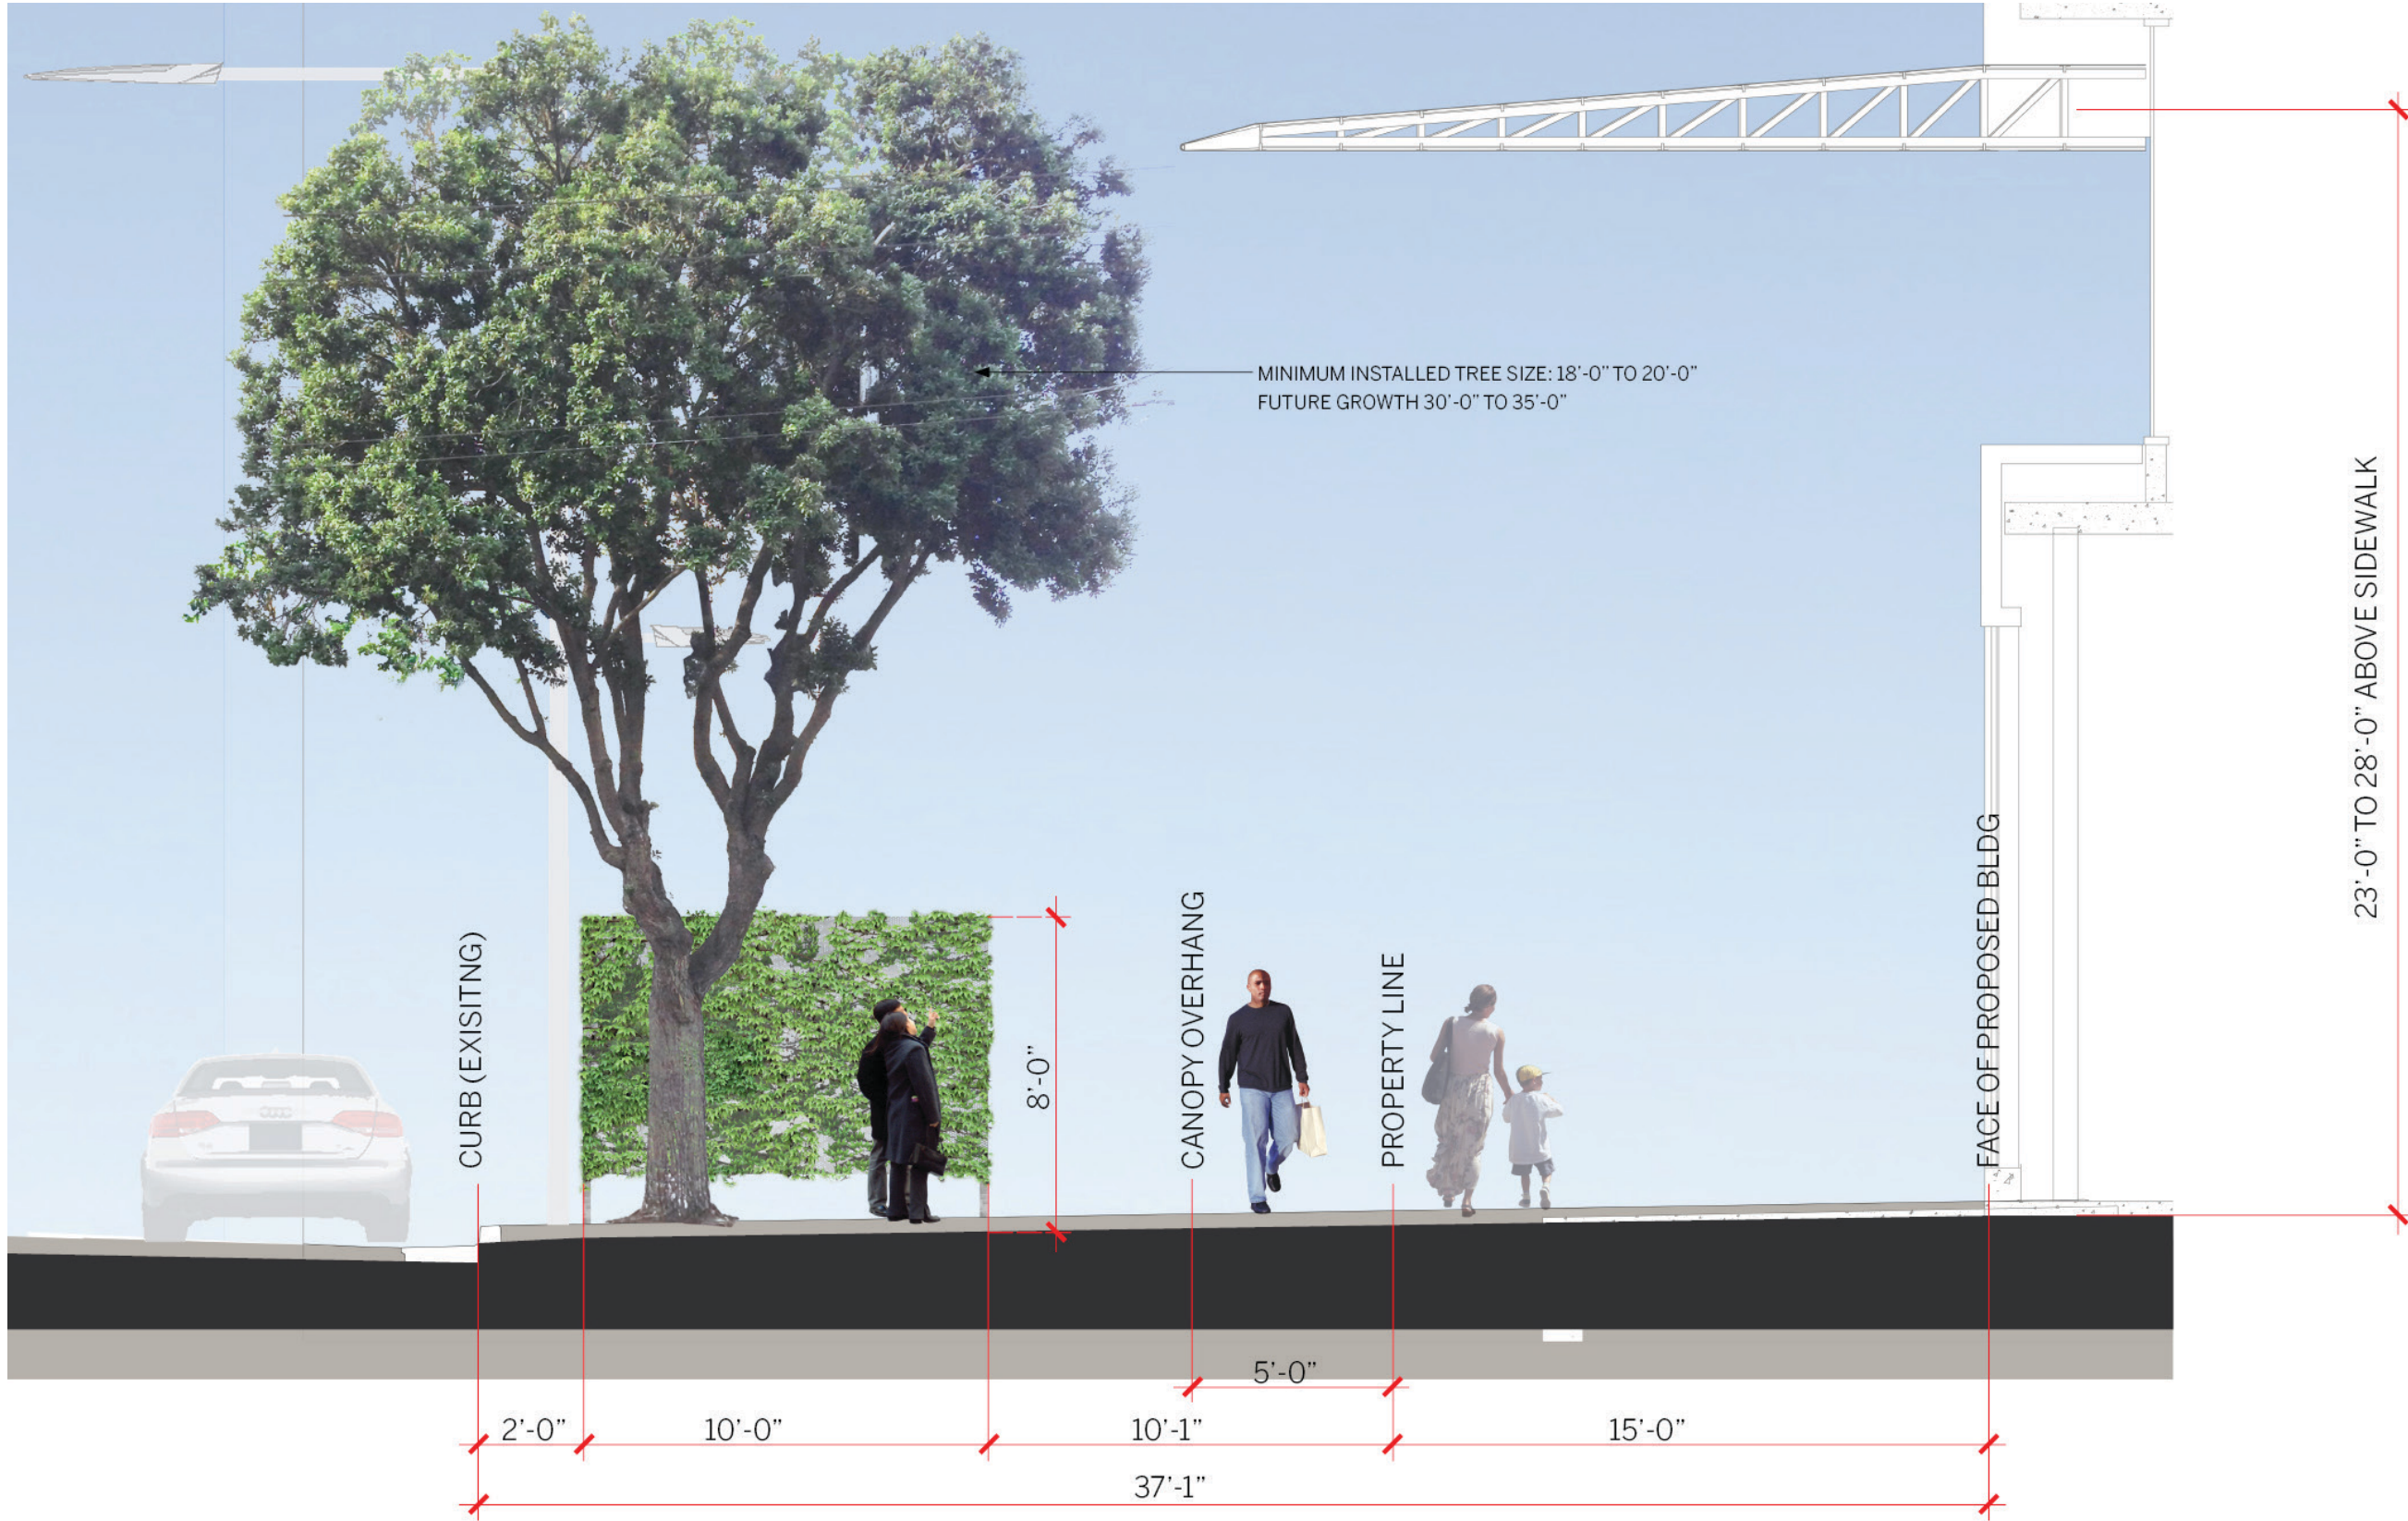 MINIMUM INSTALLED TREE SIZE: 18’-0” TO 20’-0”
FUTURE GROWTH 30’-0” TO 35’-0”
23’-0” TO 28’-0” ABOVE SIDEWALK
CURB (EXISITNG)
8’-0”
CANOPY OVERHANG
PROPERTY LINE
FACE OF PROPOSED BLDG
5’-0”
2’-0”
10’-0”
10’-1”
15’-0”
37’-1”